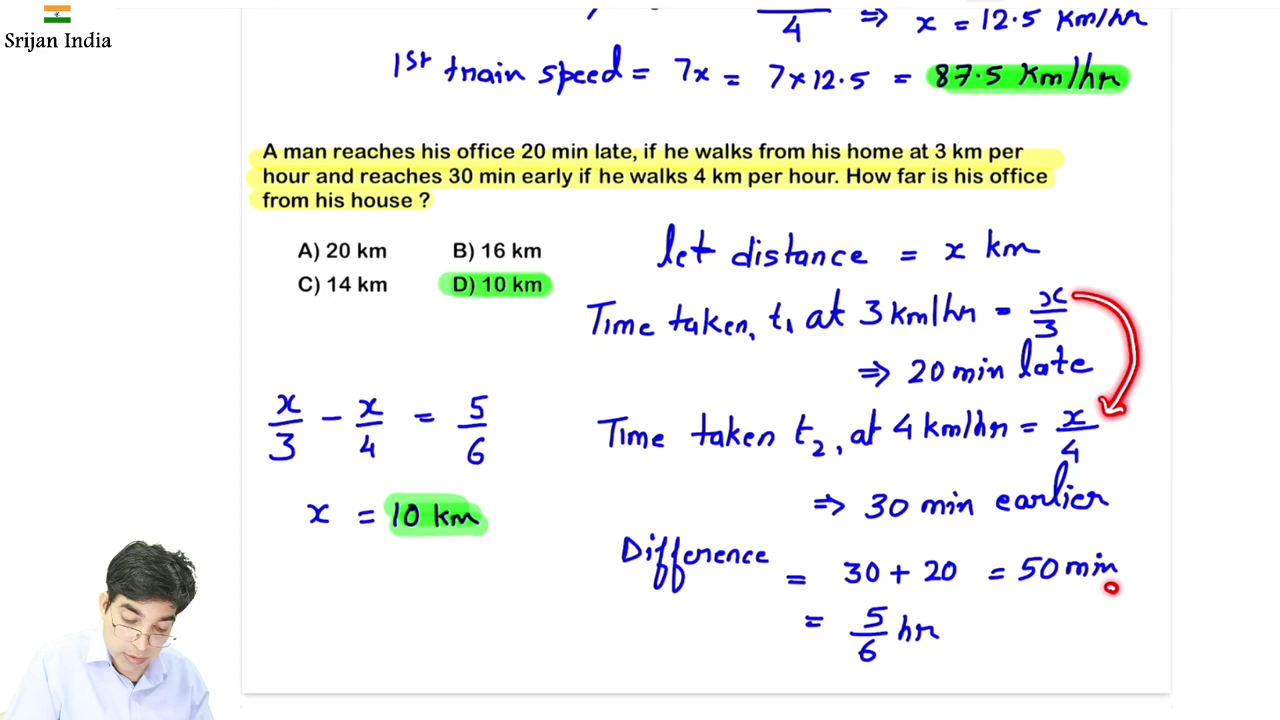 Srijan India
4 ⇒ x = 12.5 Km/hr
1st train speed = 7x = 7 x 12.5 = 87.5 Km/hr
A man reaches his office 20 min late, if he walks from his home at 3 km per
hour and reaches 30 min early if he walks 4 km per hour. How far is his office
from his house ?
A) 20 km B) 16 km
C) 14 km D) 10 km
let distance = x km
Time taken, t1 at 3 km/hr = x/3
⇒ 20 min late
Time taken t2, at 4 km/hr = x/4
⇒ 30 min earlier
Difference = 30 + 20 = 50 min
= 5/6 hr
x/3 - x/4 = 5/6
x = 10 km